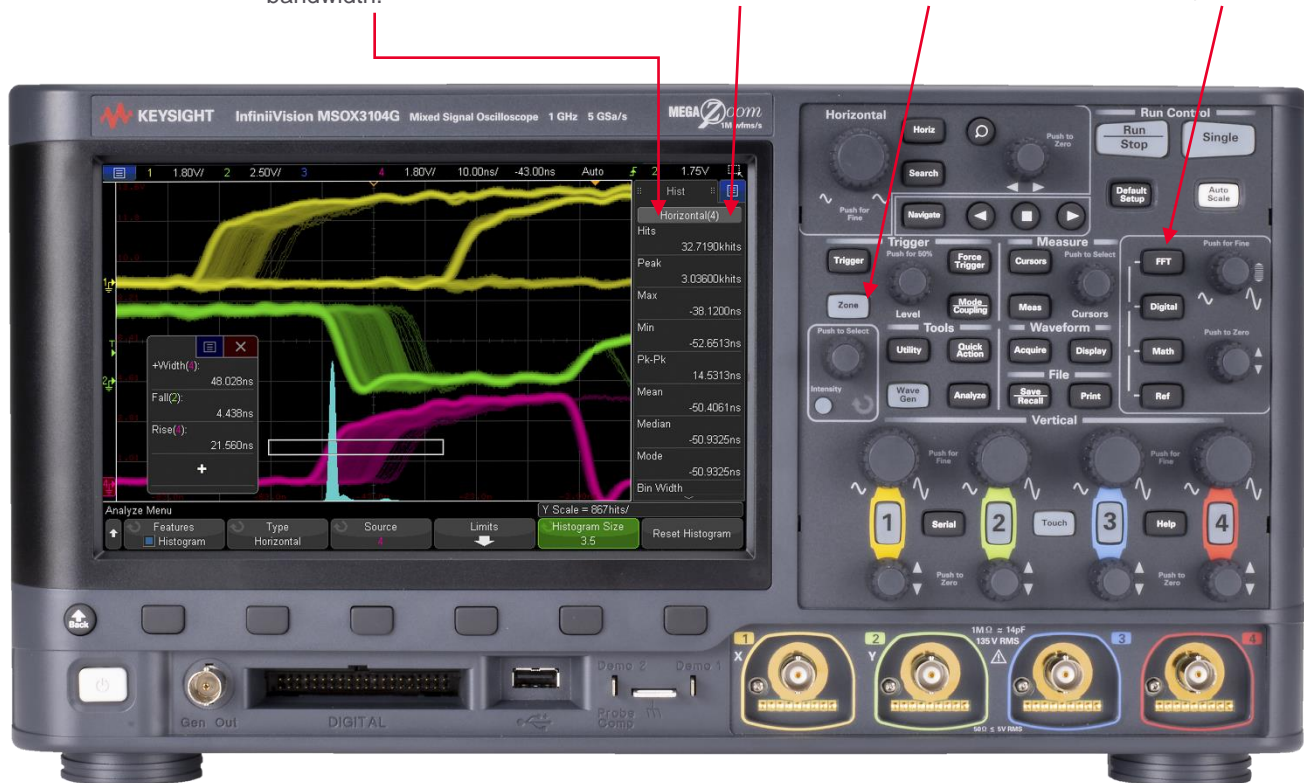 bandwidth.
KEYSIGHT InfiniiVision MSOX3104G Mixed Signal Oscilloscope 1 GHz 5 GSa/s
MEGA Zoom
1M wfms/s
1 1.80V/ 2 2.50V/ 3 4 1.80V/ 10.00ns/ -43.00ns Auto 2 1.75V
Hist
Horizontal(4)
Hits
32.7190khits
Peak
3.03600khits
Max
-38.1200ns
Min
-52.6513ns
Pk-Pk
14.5313ns
Mean
-50.4061ns
Median
-50.9325ns
Mode
-50.9325ns
Bin Width
+Width(4):
48.028ns
Fall(2):
4.438ns
Rise(4):
21.560ns
+
Analyze Menu
Y Scale = 867hits/
Features
Histogram
Type
Horizontal
Source
4
Limits
Histogram Size
3.5
Reset Histogram
Back
Gen Out
DIGITAL
Demo 2
Demo 1
Probe
Comp
Horizontal
Horiz
Push to
Zero
Search
Push for
Fine
Navigate
Run Control
Run
Stop
Single
Default
Setup
Auto
Scale
Trigger
Push for 50%
Trigger
Force
Trigger
Zone
Mode
Coupling
Level
Measure
Cursors
Push to Select
Meas
Cursors
Push for Fine
FFT
Digital
Push to Zero
Math
Ref
Push to Select
Intensity
Tools
Utility
Quick
Action
Wave
Gen
Analyze
Waveform
Acquire
Display
File
Save
Recall
Print
Vertical
Push for
Fine
Push for
Fine
1
Serial
2
Touch
3
Help
4
Push to
Zero
Push to
Zero
1
X
2
Y
1MΩ ≈ 14pF
135 V RMS
3
4
50Ω ≤ 5V RMS